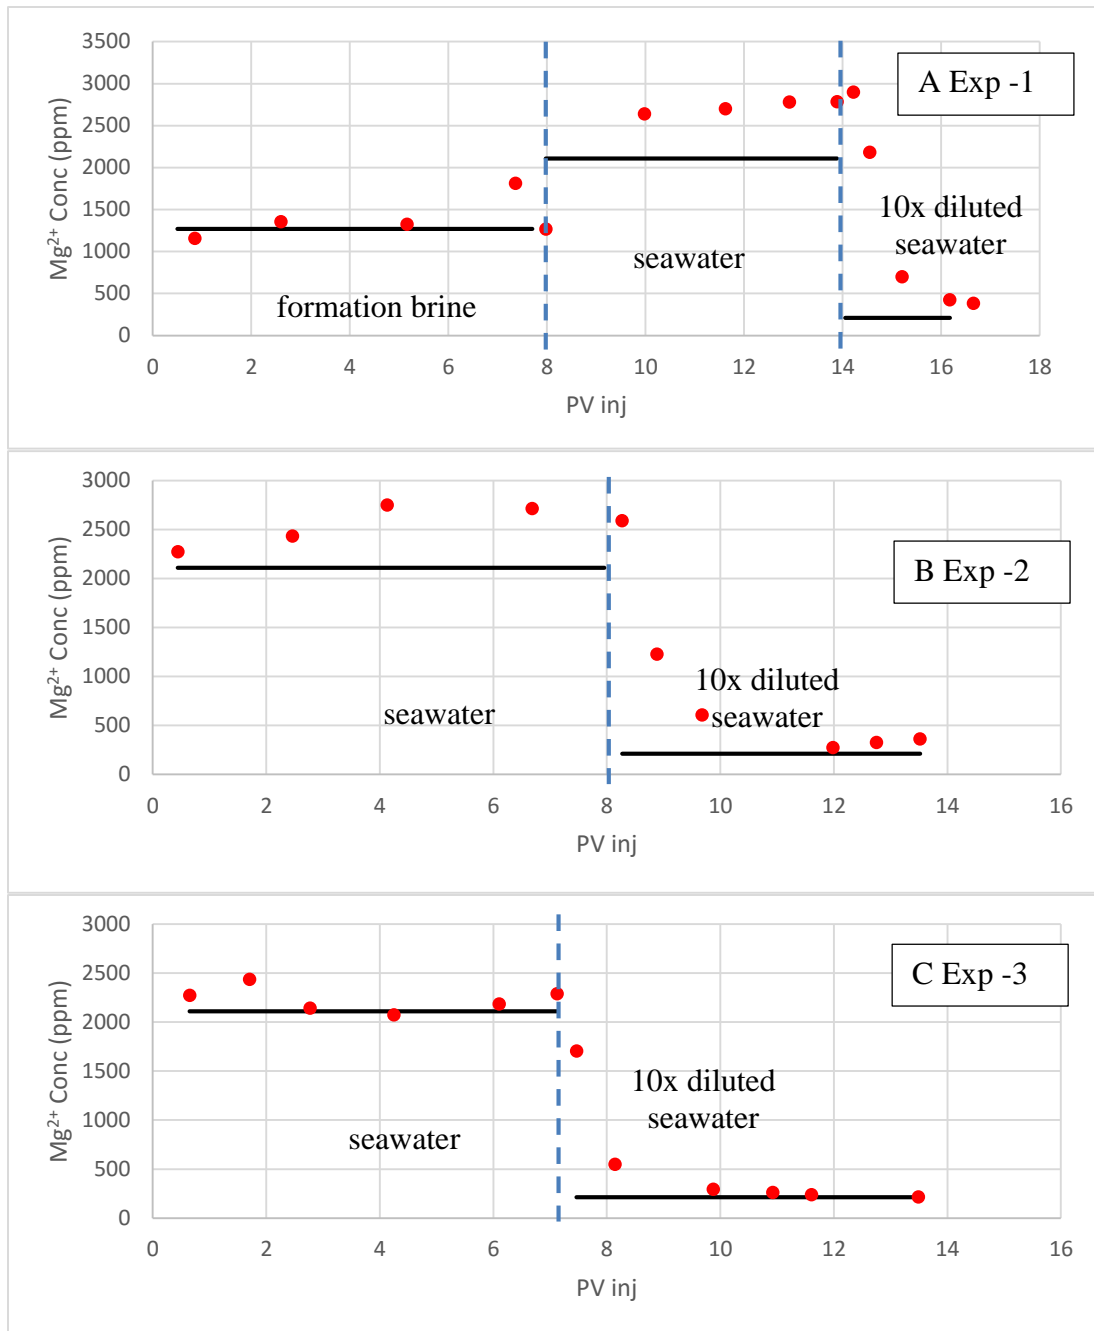 3500
3000
2500
2000
1500
1000
500
0
Mg2+ Conc (ppm)
A Exp -1
10x diluted
seawater
seawater
formation brine
0 2 4 6 8 10 12 14 16 18
PV inj
3000
2500
2000
1500
1000
500
0
Mg2+ Conc (ppm)
B Exp -2
10x diluted
seawater
seawater
0 2 4 6 8 10 12 14 16
PV inj
3000
2500
2000
1500
1000
500
0
Mg2+ Conc (ppm)
C Exp -3
10x diluted
seawater
seawater
0 2 4 6 8 10 12 14 16
PV inj